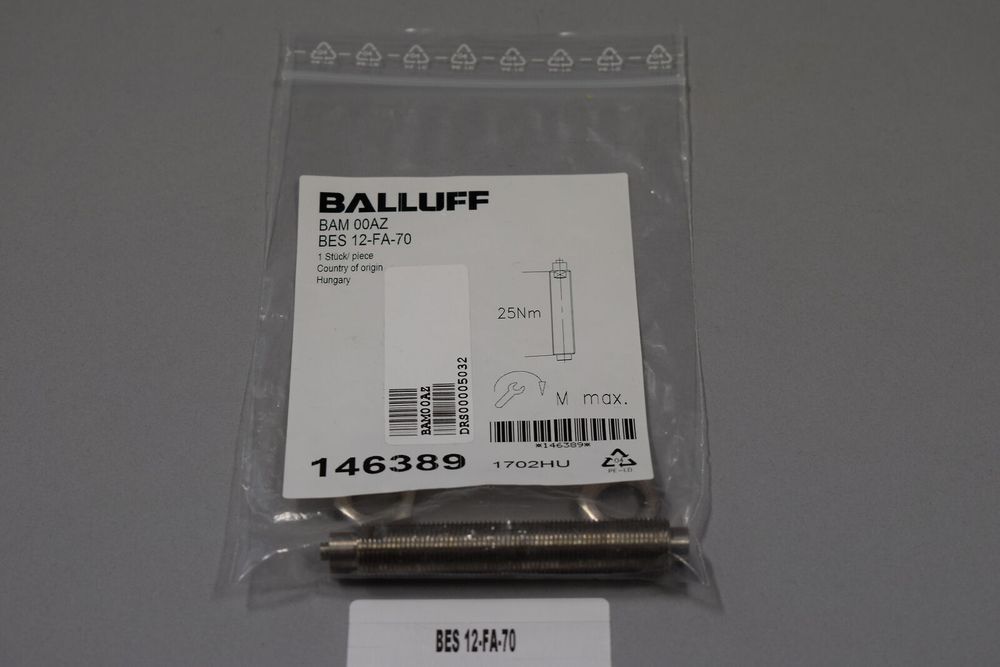 BALLUFF
BAM 00AZ
BES 12-FA-70
1 Stück/ piece
Country of origin
Hungary
25Nm
M max.
BAM00AZ
DRS00005032
*146389*
146389
1702HU
04
PE-LD
BES 12-FA-70